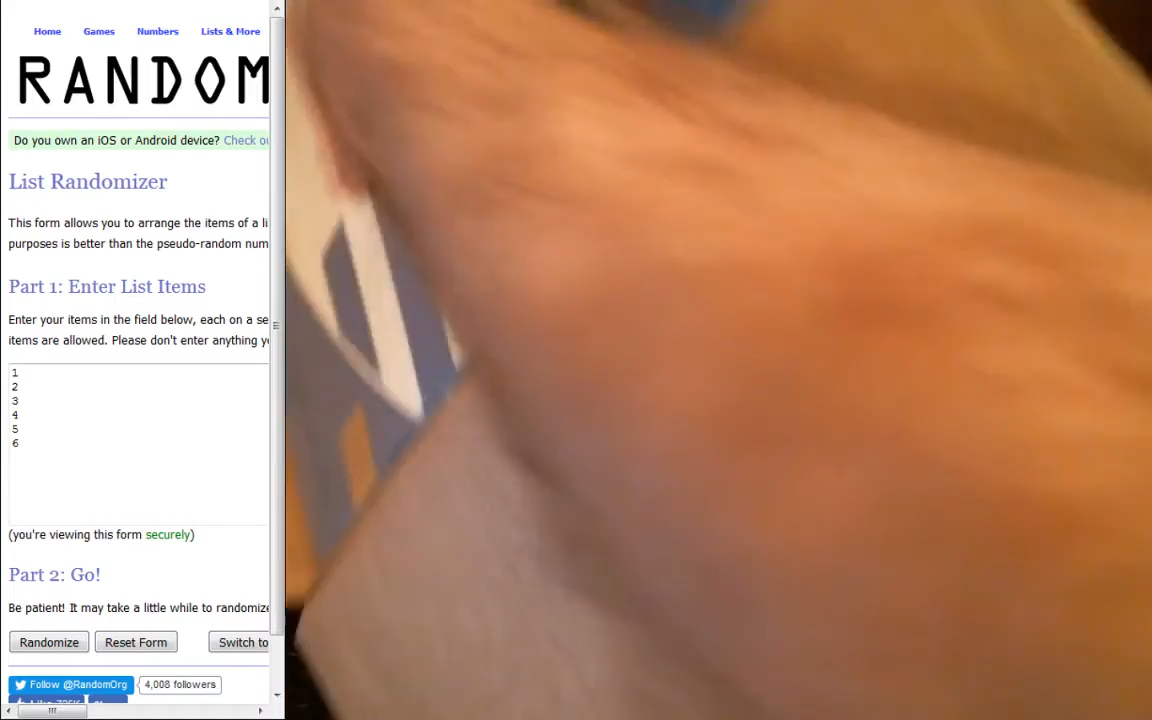 Home Games Numbers Lists & More
RANDOM
Do you own an iOS or Android device? Check ou
List Randomizer
This form allows you to arrange the items of a li
purposes is better than the pseudo-random num
Part 1: Enter List Items
Enter your items in the field below, each on a se
items are allowed. Please don't enter anything yo
1
2
3
4
5
6
(you're viewing this form securely)
Part 2: Go!
Be patient! It may take a little while to randomize
Randomize Reset Form Switch to
Follow @RandomOrg 4,008 followers